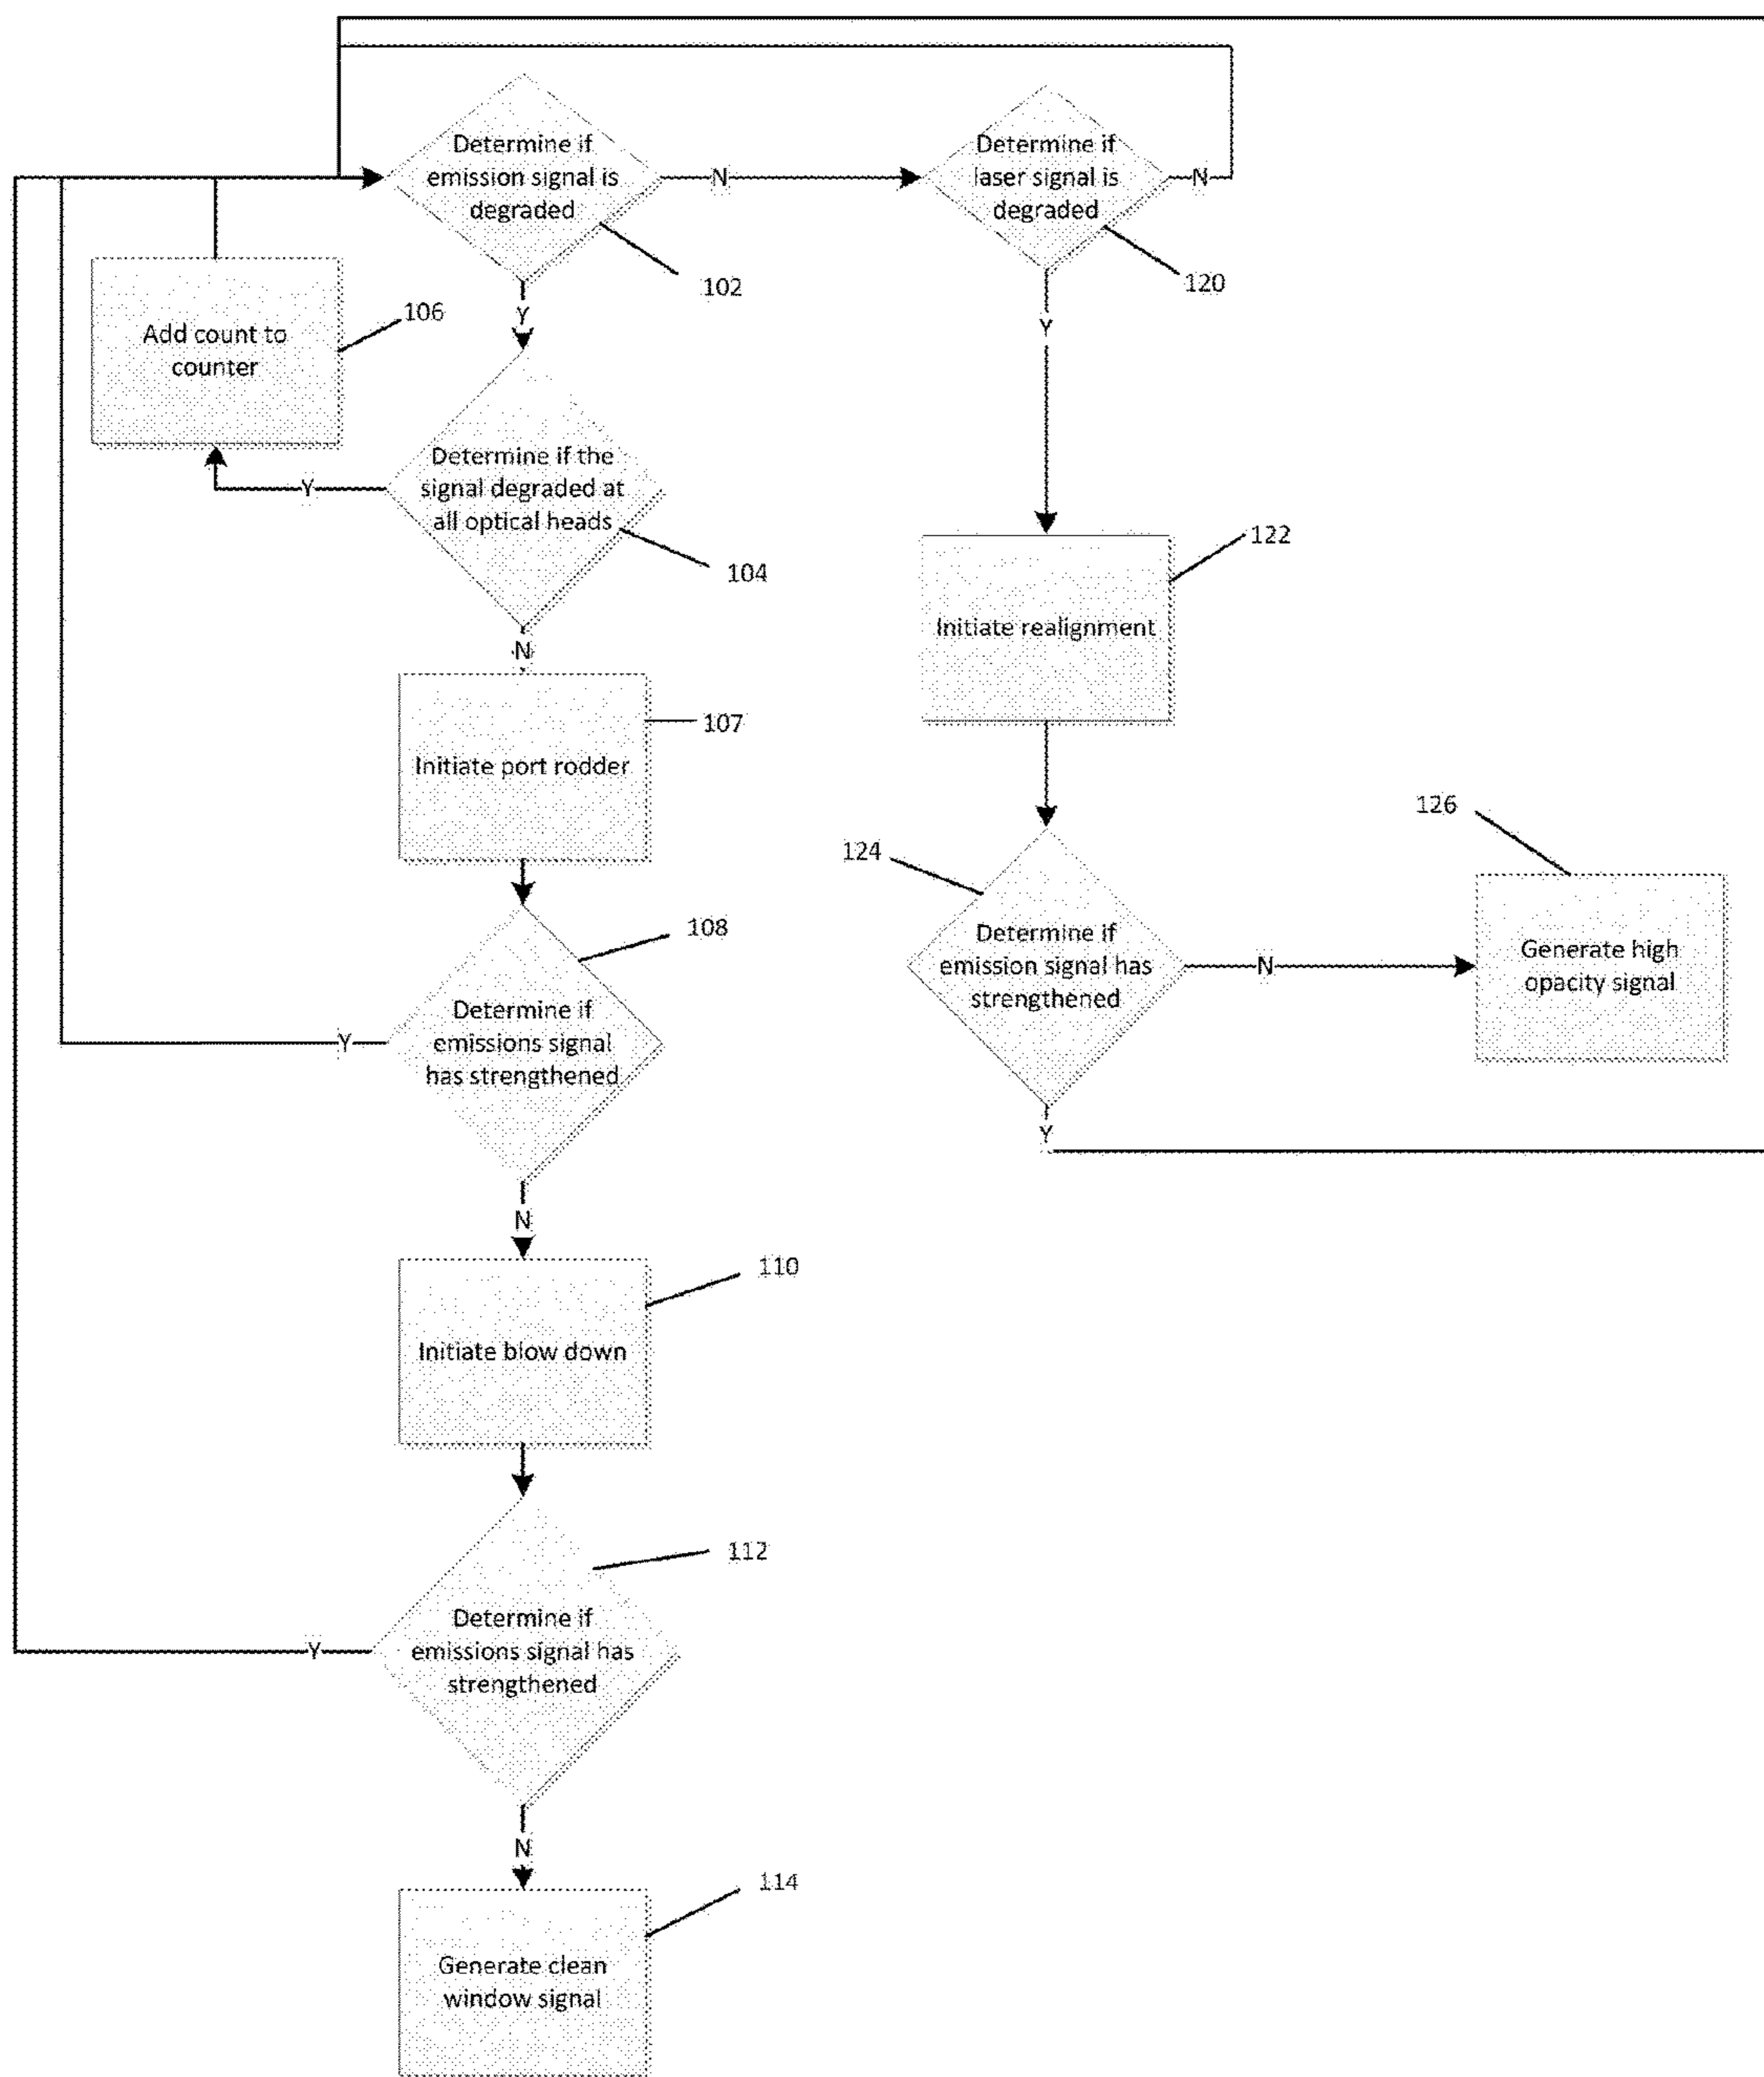 Determine if
emission signal is
degraded
102
N
Determine if
laser signal is
degraded
120
N
Y
Y
Add count to
counter
106
Determine if the
signal degraded at
all optical heads
104
Y
N
Initiate port rodder
107
Initiate realignment
122
Determine if
emissions signal
has strengthened
108
Y
N
124
Determine if
emission signal has
strengthened
N
Y
126
Generate high
opacity signal
Initiate blow down
110
112
Determine if
emissions signal has
strengthened
Y
N
Generate clean
window signal
114